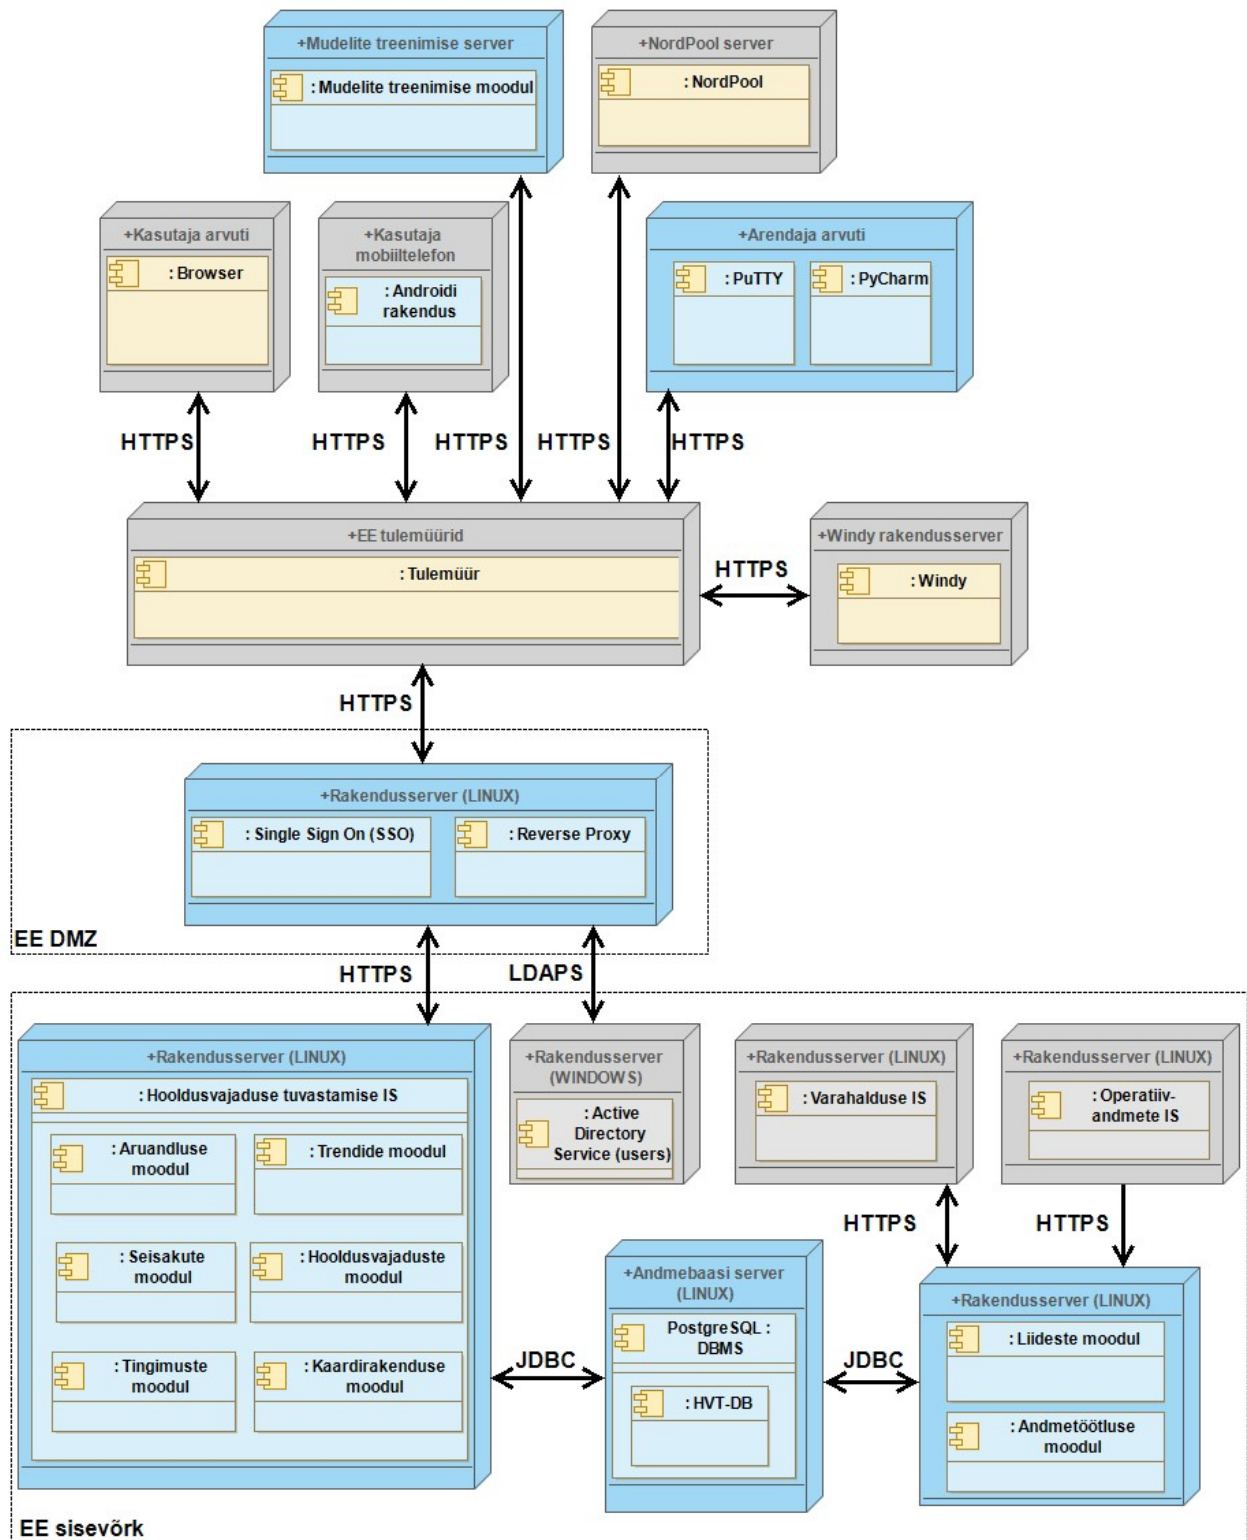 +Mudelite treenimise server
: Mudelite treenimise moodul
+NordPool server
: NordPool
+Kasutaja arvuti
: Browser
+Kasutaja
mobiiltelefon
: Androidi
rakendus
+Arendaja arvuti
: PuTTY
: PyCharm
HTTPS
HTTPS
HTTPS
HTTPS
HTTPS
+EE tulemüürid
: Tulemüür
HTTPS
+Windy rakendusserver
: Windy
HTTPS
+Rakendusserver (LINUX)
: Single Sign On (SSO)
: Reverse Proxy
EE DMZ
HTTPS
LDAPS
+Rakendusserver (LINUX)
: Hooldusvajaduse tuvastamise IS
: Aruandluse
moodul
: Trendide moodul
: Seisakute
moodul
: Hooldusvajaduste
moodul
: Tingimuste
moodul
: Kaardirakenduse
moodul
+Rakendusserver
(WINDOWS)
: Active
Directory
Service (users)
+Rakendusserver (LINUX)
: Varahalduse IS
+Rakendusserver (LINUX)
: Operatiiv-
andmete IS
HTTPS
HTTPS
JDBC
+Andmebaasi server
(LINUX)
PostgreSQL :
DBMS
: HVT-DB
JDBC
+Rakendusserver (LINUX)
: Liideste moodul
: Andmetöötluse
moodul
EE sisevõrk